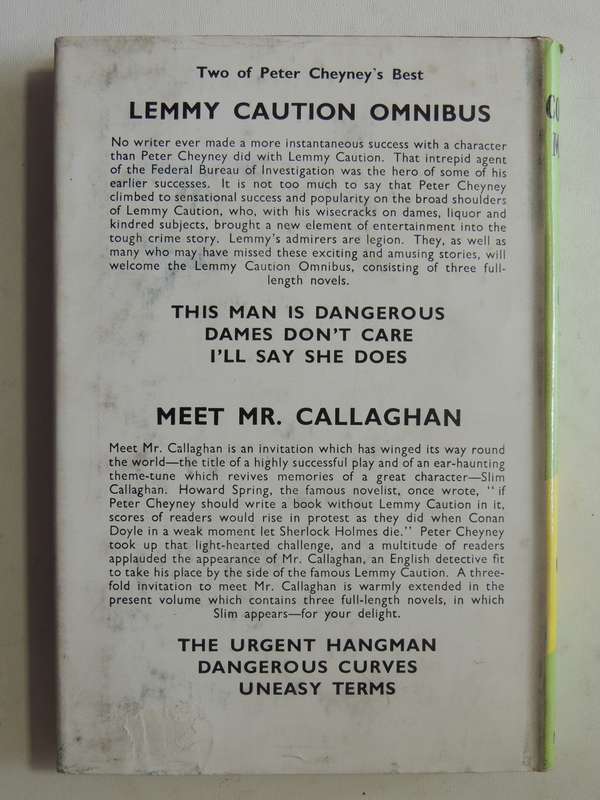 Two of Peter Cheyney's Best
LEMMY CAUTION OMNIBUS
No writer ever made a more instantaneous success with a character
than Peter Cheyney did with Lemmy Caution. That intrepid agent
of the Federal Bureau of Investigation was the hero of some of his
earlier successes. It is not too much to say that Peter Cheyney
climbed to sensational success and popularity on the broad shoulders
of Lemmy Caution, who, with his wisecracks on dames, liquor and
kindred subjects, brought a new element of entertainment into the
tough crime story. Lemmy's admirers are legion. They, as well as
many who may have missed these exciting and amusing stories, will
welcome the Lemmy Caution Omnibus, consisting of three full-
length novels.
THIS MAN IS DANGEROUS
DAMES DON'T CARE
I'LL SAY SHE DOES
MEET MR. CALLAGHAN
Meet Mr. Callaghan is an invitation which has winged its way round
the world—the title of a highly successful play and of an ear-haunting
theme-tune which revives memories of a great character—Slim
Callaghan. Howard Spring, the famous novelist, once wrote, "if
Peter Cheyney should write a book without Lemmy Caution in it,
scores of readers would rise in protest as they did when Conan
Doyle in a weak moment let Sherlock Holmes die." Peter Cheyney
took up that light-hearted challenge, and a multitude of readers
applauded the appearance of Mr. Callaghan, an English detective fit
to take his place by the side of the famous Lemmy Caution. A three-
fold invitation to meet Mr. Callaghan is warmly extended in the
present volume which contains three full-length novels, in which
Slim appears—for your delight.
THE URGENT HANGMAN
DANGEROUS CURVES
UNEASY TERMS